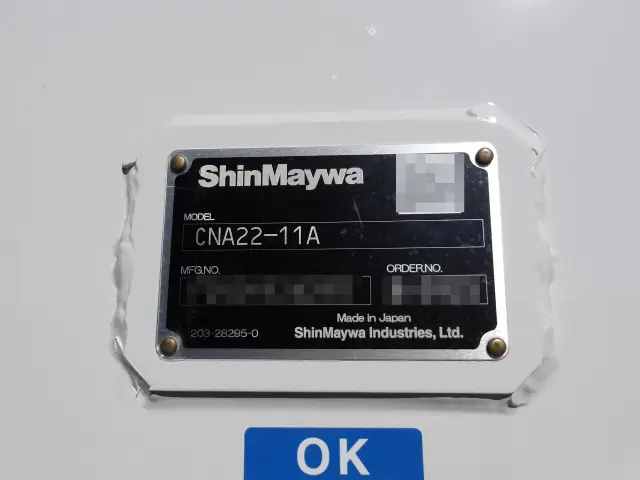 ShinMaywa
MODEL
CNA22-11A
MFG.NO.
ORDER.NO.
Made in Japan
203-28295-0
ShinMaywa Industries, Ltd.
OK